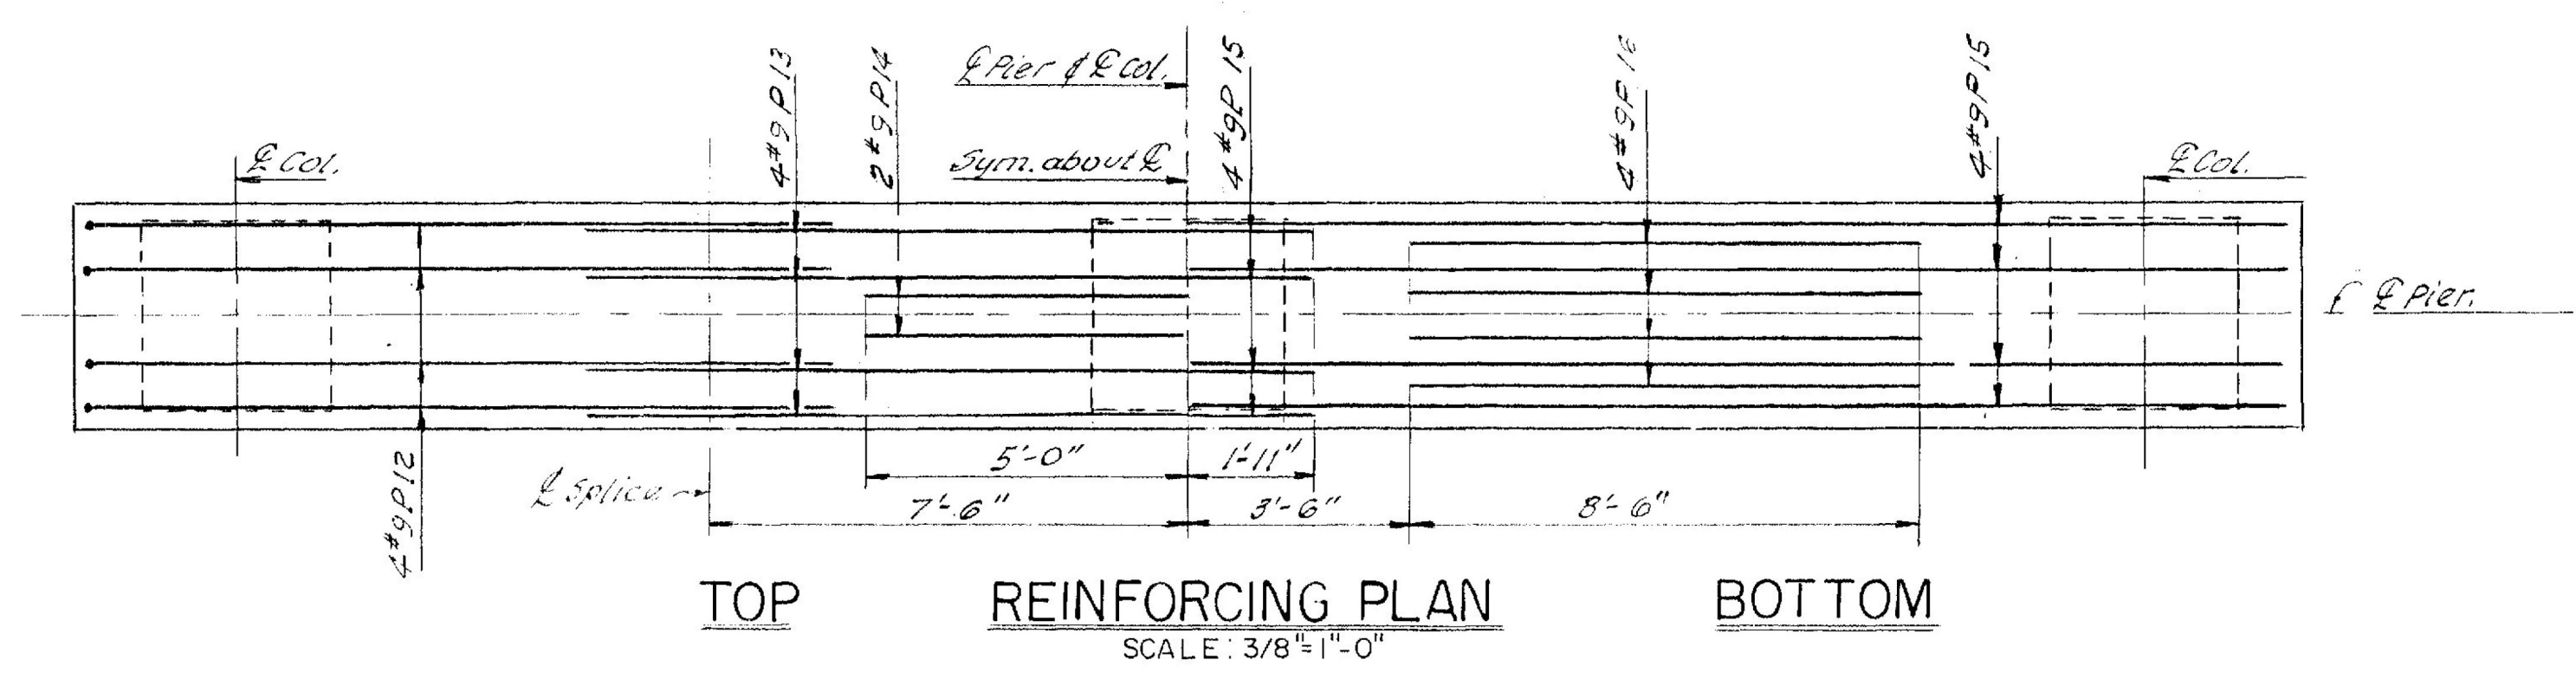 ℄ Pier & ℄ Col.
Sym. about ℄
℄ Col.
4#9P13
2#9P14
4#9P15
4#9P16
4#9P15
℄ Col.
℄ Pier.
4#9P12
℄ Splice
5'-0"
1'-11"
7'-6"
3'-6"
8'-6"
TOP
REINFORCING PLAN
BOTTOM
SCALE: 3/8"=1"-0"